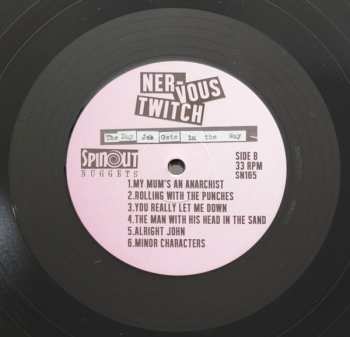 NERVOUS
TWITCH
The Day Job Gets in the Way
SPINOUT
NUGGETS
SIDE B
33 RPM
SN165
1.MY MUM'S AN ANARCHIST
2.ROLLING WITH THE PUNCHES
3.YOU REALLY LET ME DOWN
4.THE MAN WITH HIS HEAD IN THE SAND
5.ALRIGHT JOHN
6.MINOR CHARACTERS